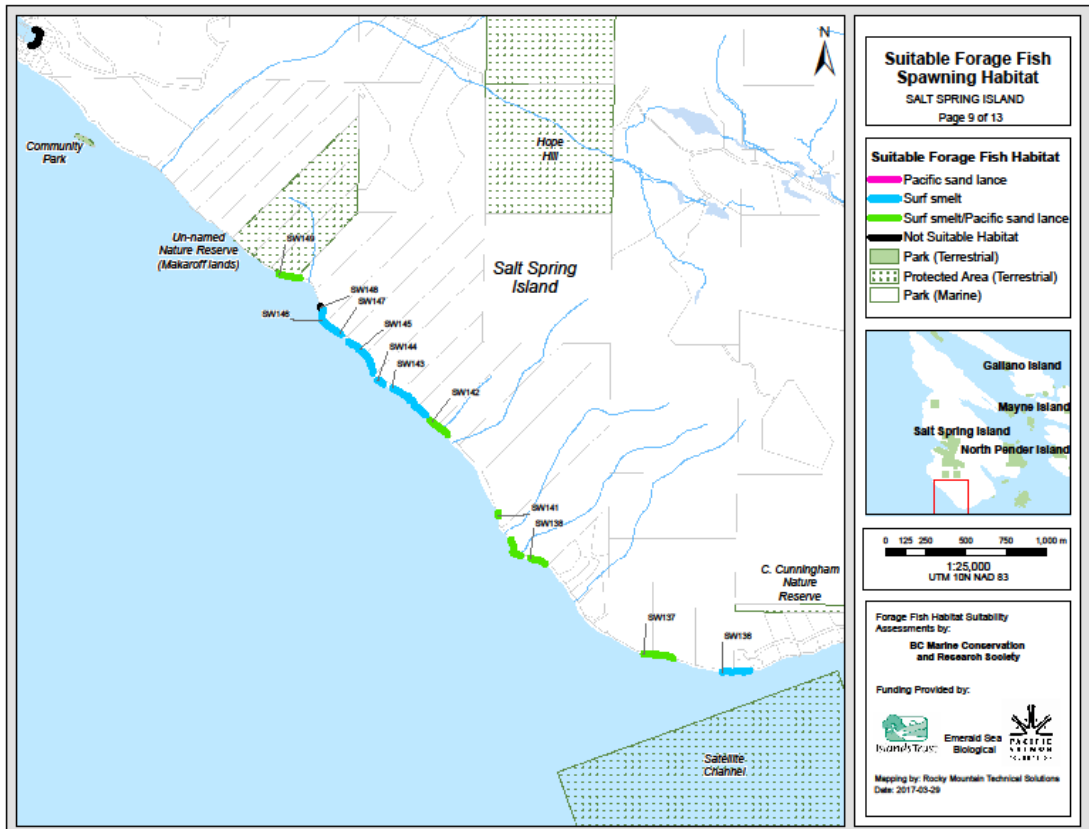 N
Community
Park
Hope
Hill
Un-named
Nature Reserve
(Makaroff lands)
SW149
Salt Spring
Island
SW148
SW147
SW146
SW145
SW144
SW143
SW142
SW141
SW138
C. Cunningham
Nature
Reserve
SW137
SW136
Satellite
Channel
Suitable Forage Fish
Spawning Habitat
SALT SPRING ISLAND
Page 9 of 13
Suitable Forage Fish Habitat
Pacific sand lance
Surf smelt
Surf smelt/Pacific sand lance
Not Suitable Habitat
Park (Terrestrial)
Protected Area (Terrestrial)
Park (Marine)
Galiano Island
Mayne Island
Salt Spring Island
North Pender Island
0 125 250 500 750 1,000 m
1:25,000
UTM 10N NAD 83
Forage Fish Habitat Suitability
Assessments by:
BC Marine Conservation
and Research Society
Funding Provided by:
Islands Trust
Emerald Sea
Biological
PACIFIC
SALMON
Mapping by: Rocky Mountain Technical Solutions
Date: 2017-03-29